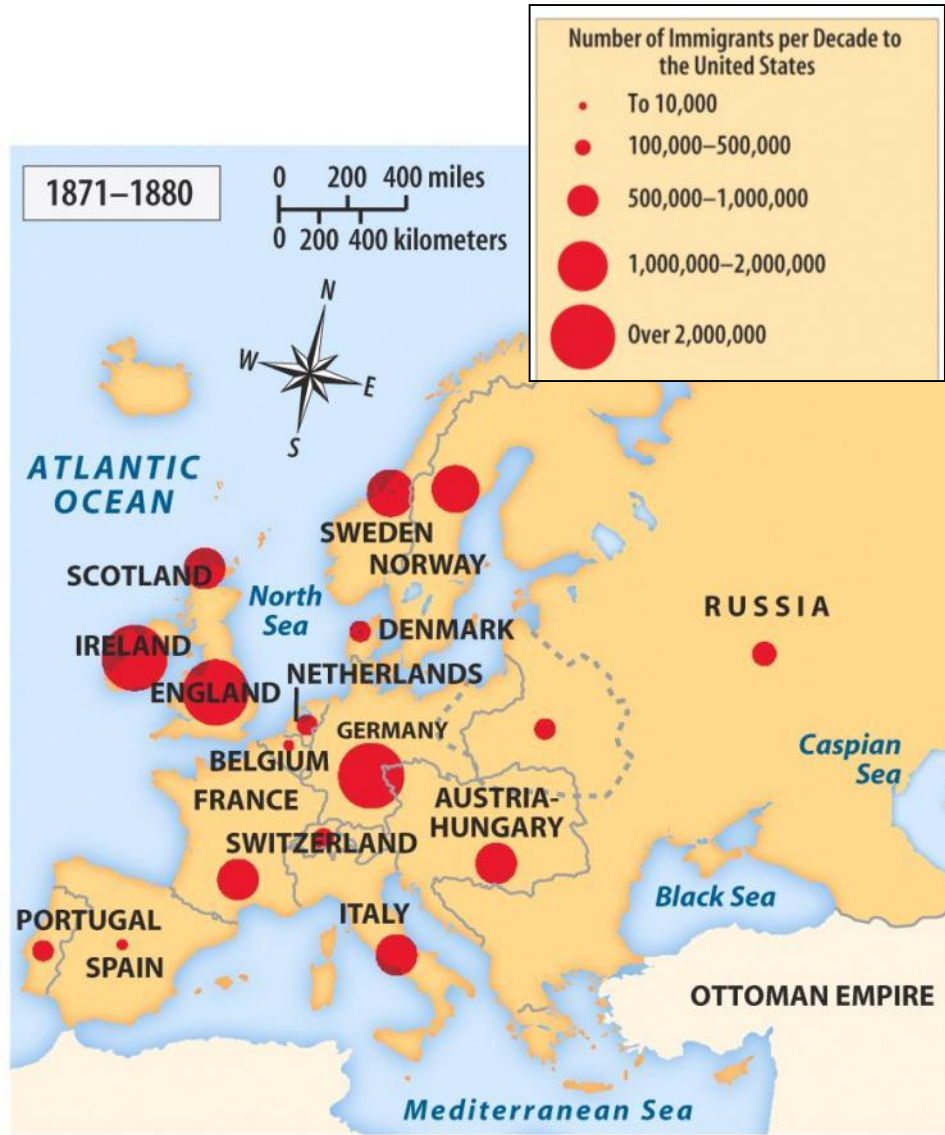 Number of Immigrants per Decade to
the United States
To 10,000
100,000–500,000
500,000–1,000,000
1,000,000–2,000,000
Over 2,000,000
1871–1880
0 200 400 miles
0 200 400 kilometers
N
W
E
S
ATLANTIC
OCEAN
SWEDEN
NORWAY
SCOTLAND
North
Sea
RUSSIA
IRELAND
DENMARK
ENGLAND
NETHERLANDS
GERMANY
BELGIUM
Caspian
Sea
FRANCE
AUSTRIA-
HUNGARY
SWITZERLAND
Black Sea
PORTUGAL
SPAIN
ITALY
OTTOMAN EMPIRE
Mediterranean Sea